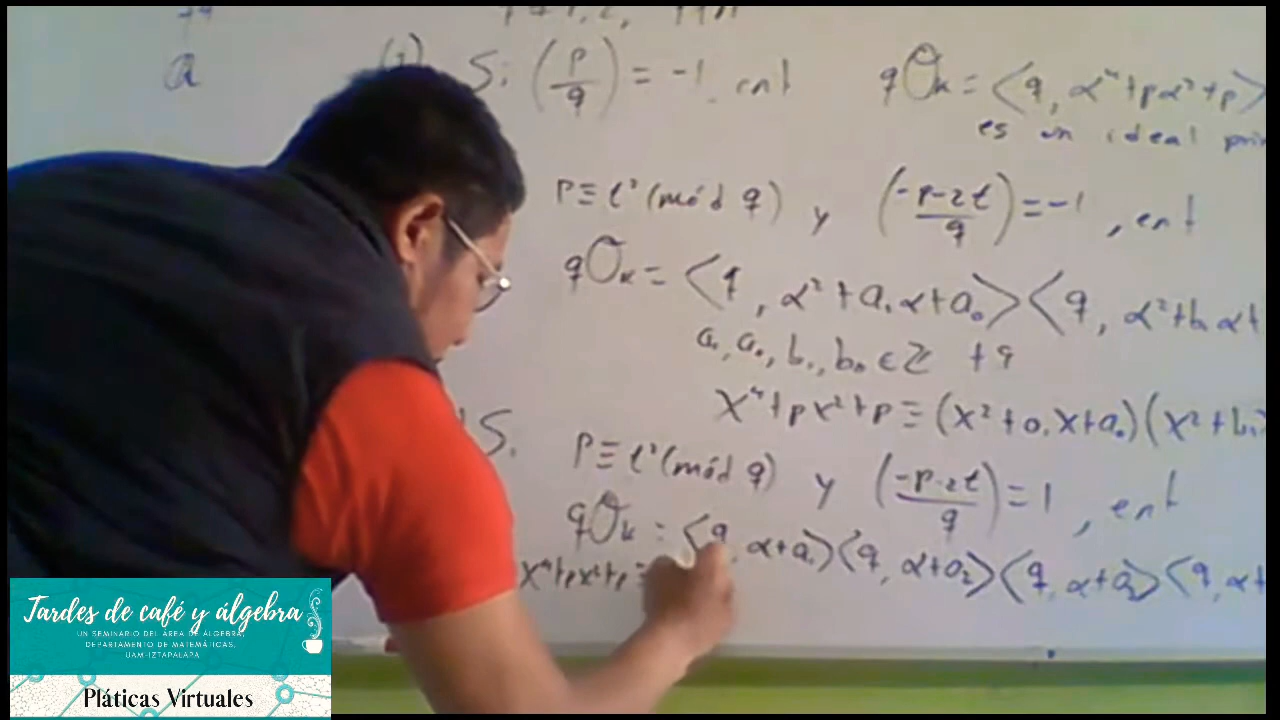 a
(1) Si (p/q) = -1, ent qO_K = ⟨q, α⁴+pα²+p⟩
es un ideal
p ≡ t² (mód q) y (-p-2t/q) = -1, ent
qO_K = ⟨q, α²+a₁α+a₀⟩⟨q, α²+b₁α+
a₁, a₀, b₁, b₀ ∈ ℤ
x⁴+px²+p ≡ (x²+a₁x+a₀)(x²+b₁
p ≡ t² (mód q) y (-p-2t/q) = 1, ent
qO_K = ⟨q, α+a₁⟩⟨q, α+a₂⟩⟨q, α+a₃⟩⟨q, α+
x⁴+px²+p ≡
Tardes de café y álgebra
UN SEMINARIO DEL ÁREA DE ÁLGEBRA,
DEPARTAMENTO DE MATEMÁTICAS,
UAM-IZTAPALAPA
Pláticas Virtuales